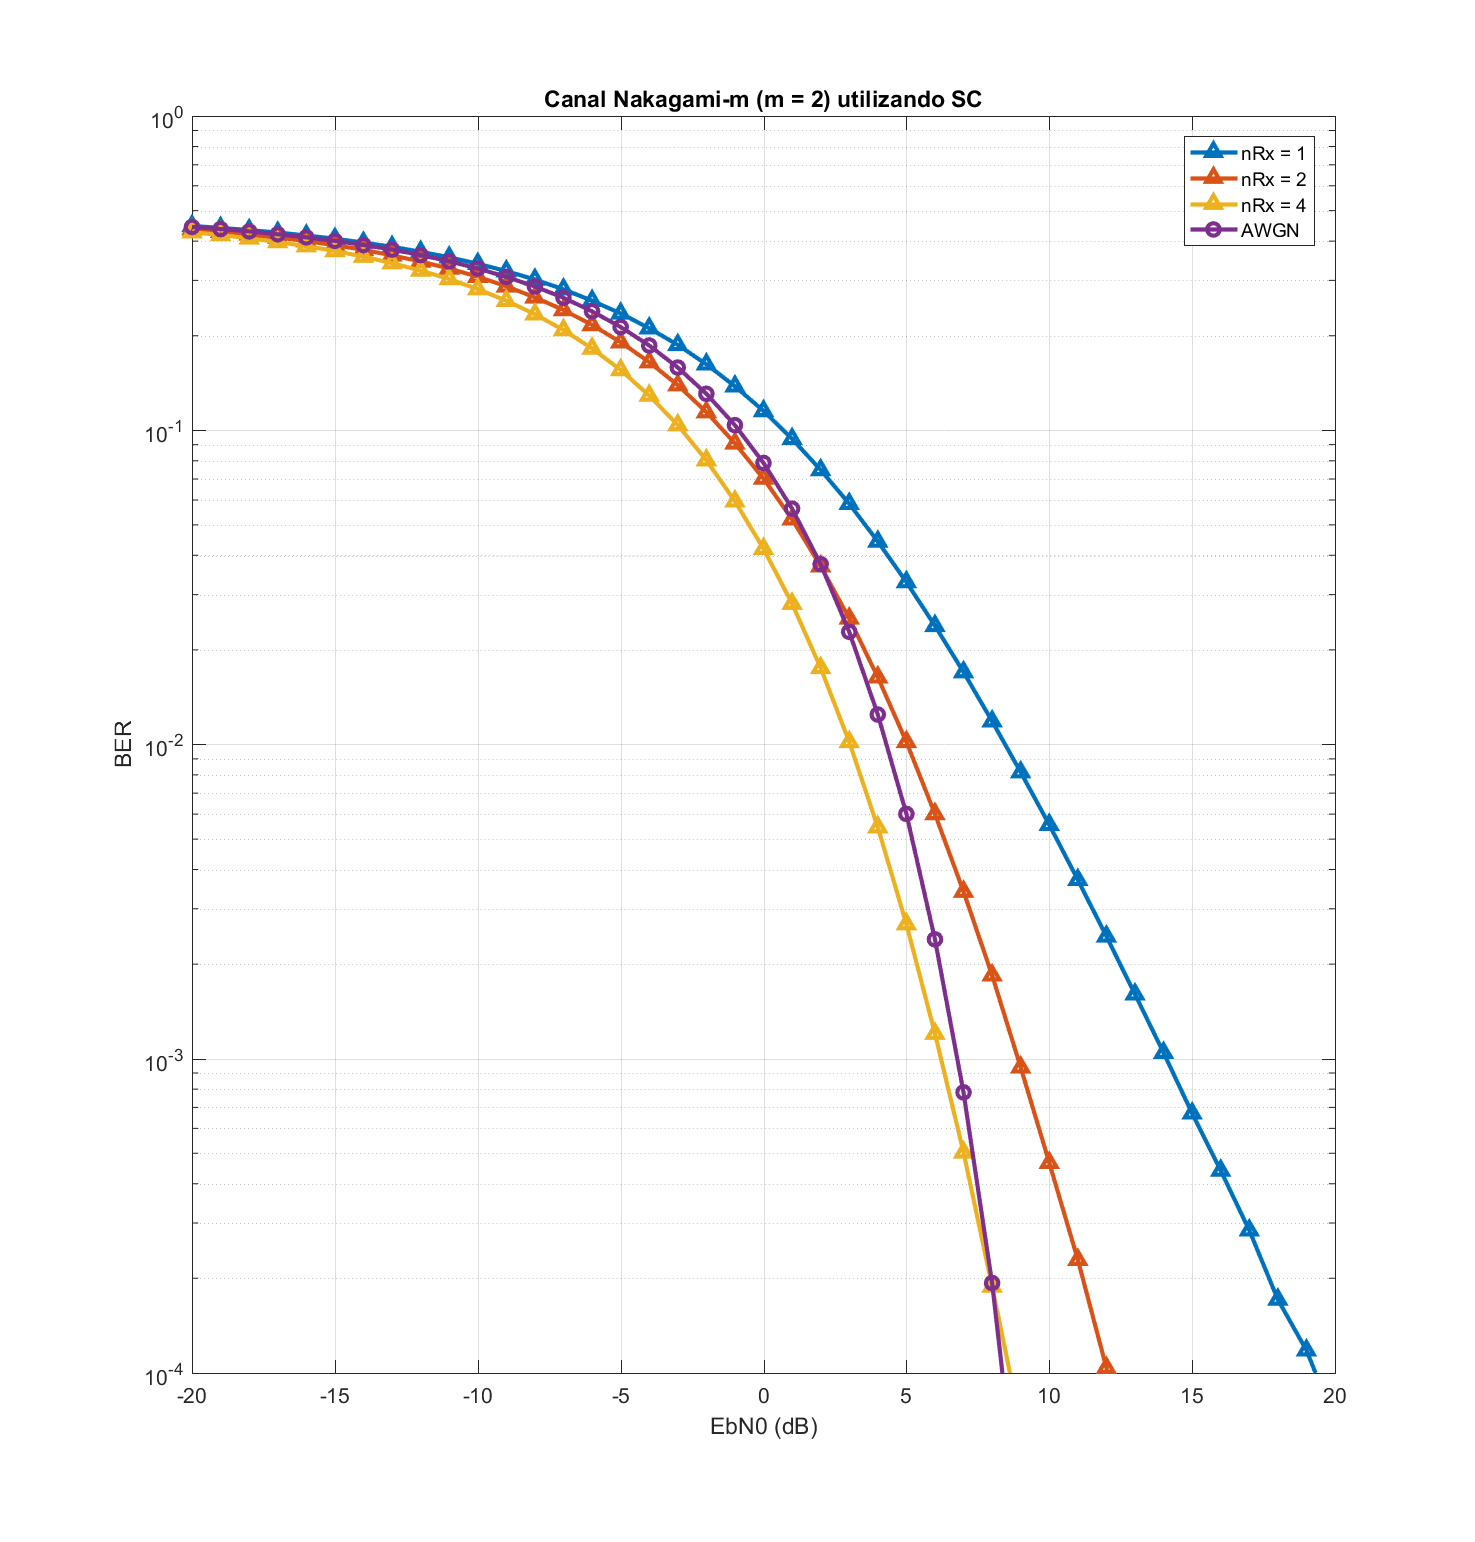 Canal Nakagami-m (m = 2) utilizando SC
10^0
10^-1
10^-2
10^-3
10^-4
BER
nRx = 1
nRx = 2
nRx = 4
AWGN
-20 -15 -10 -5 0 5 10 15 20
EbN0 (dB)